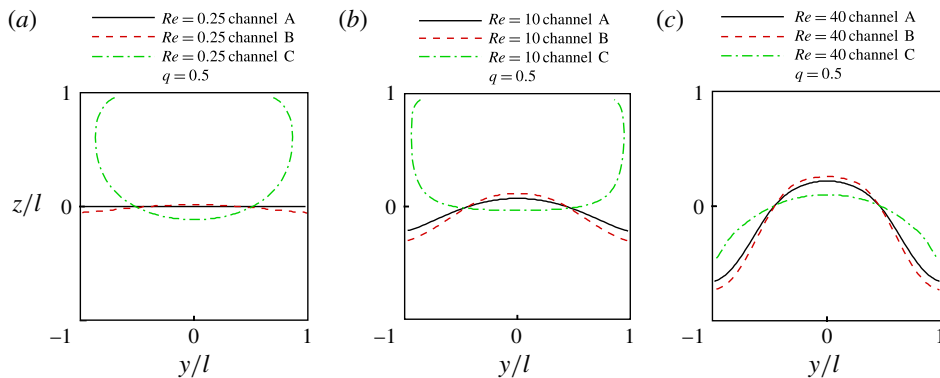 (a)
Re = 0.25 channel A
Re = 0.25 channel B
Re = 0.25 channel C
q = 0.5
1
z/l
0
−1
0
1
y/l
(b)
Re = 10 channel A
Re = 10 channel B
Re = 10 channel C
q = 0.5
1
0
−1
0
1
y/l
(c)
Re = 40 channel A
Re = 40 channel B
Re = 40 channel C
q = 0.5
1
0
−1
0
1
y/l